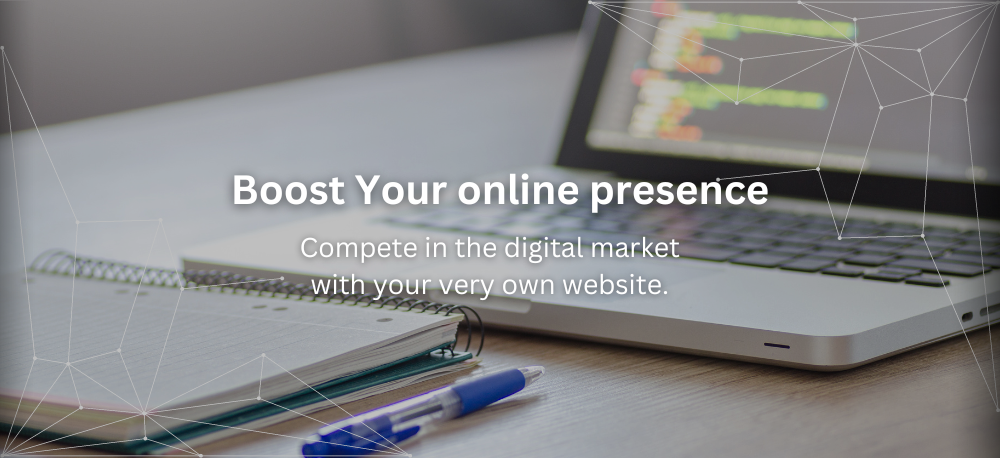 Boost Your online presence
Compete in the digital market
with your very own website.